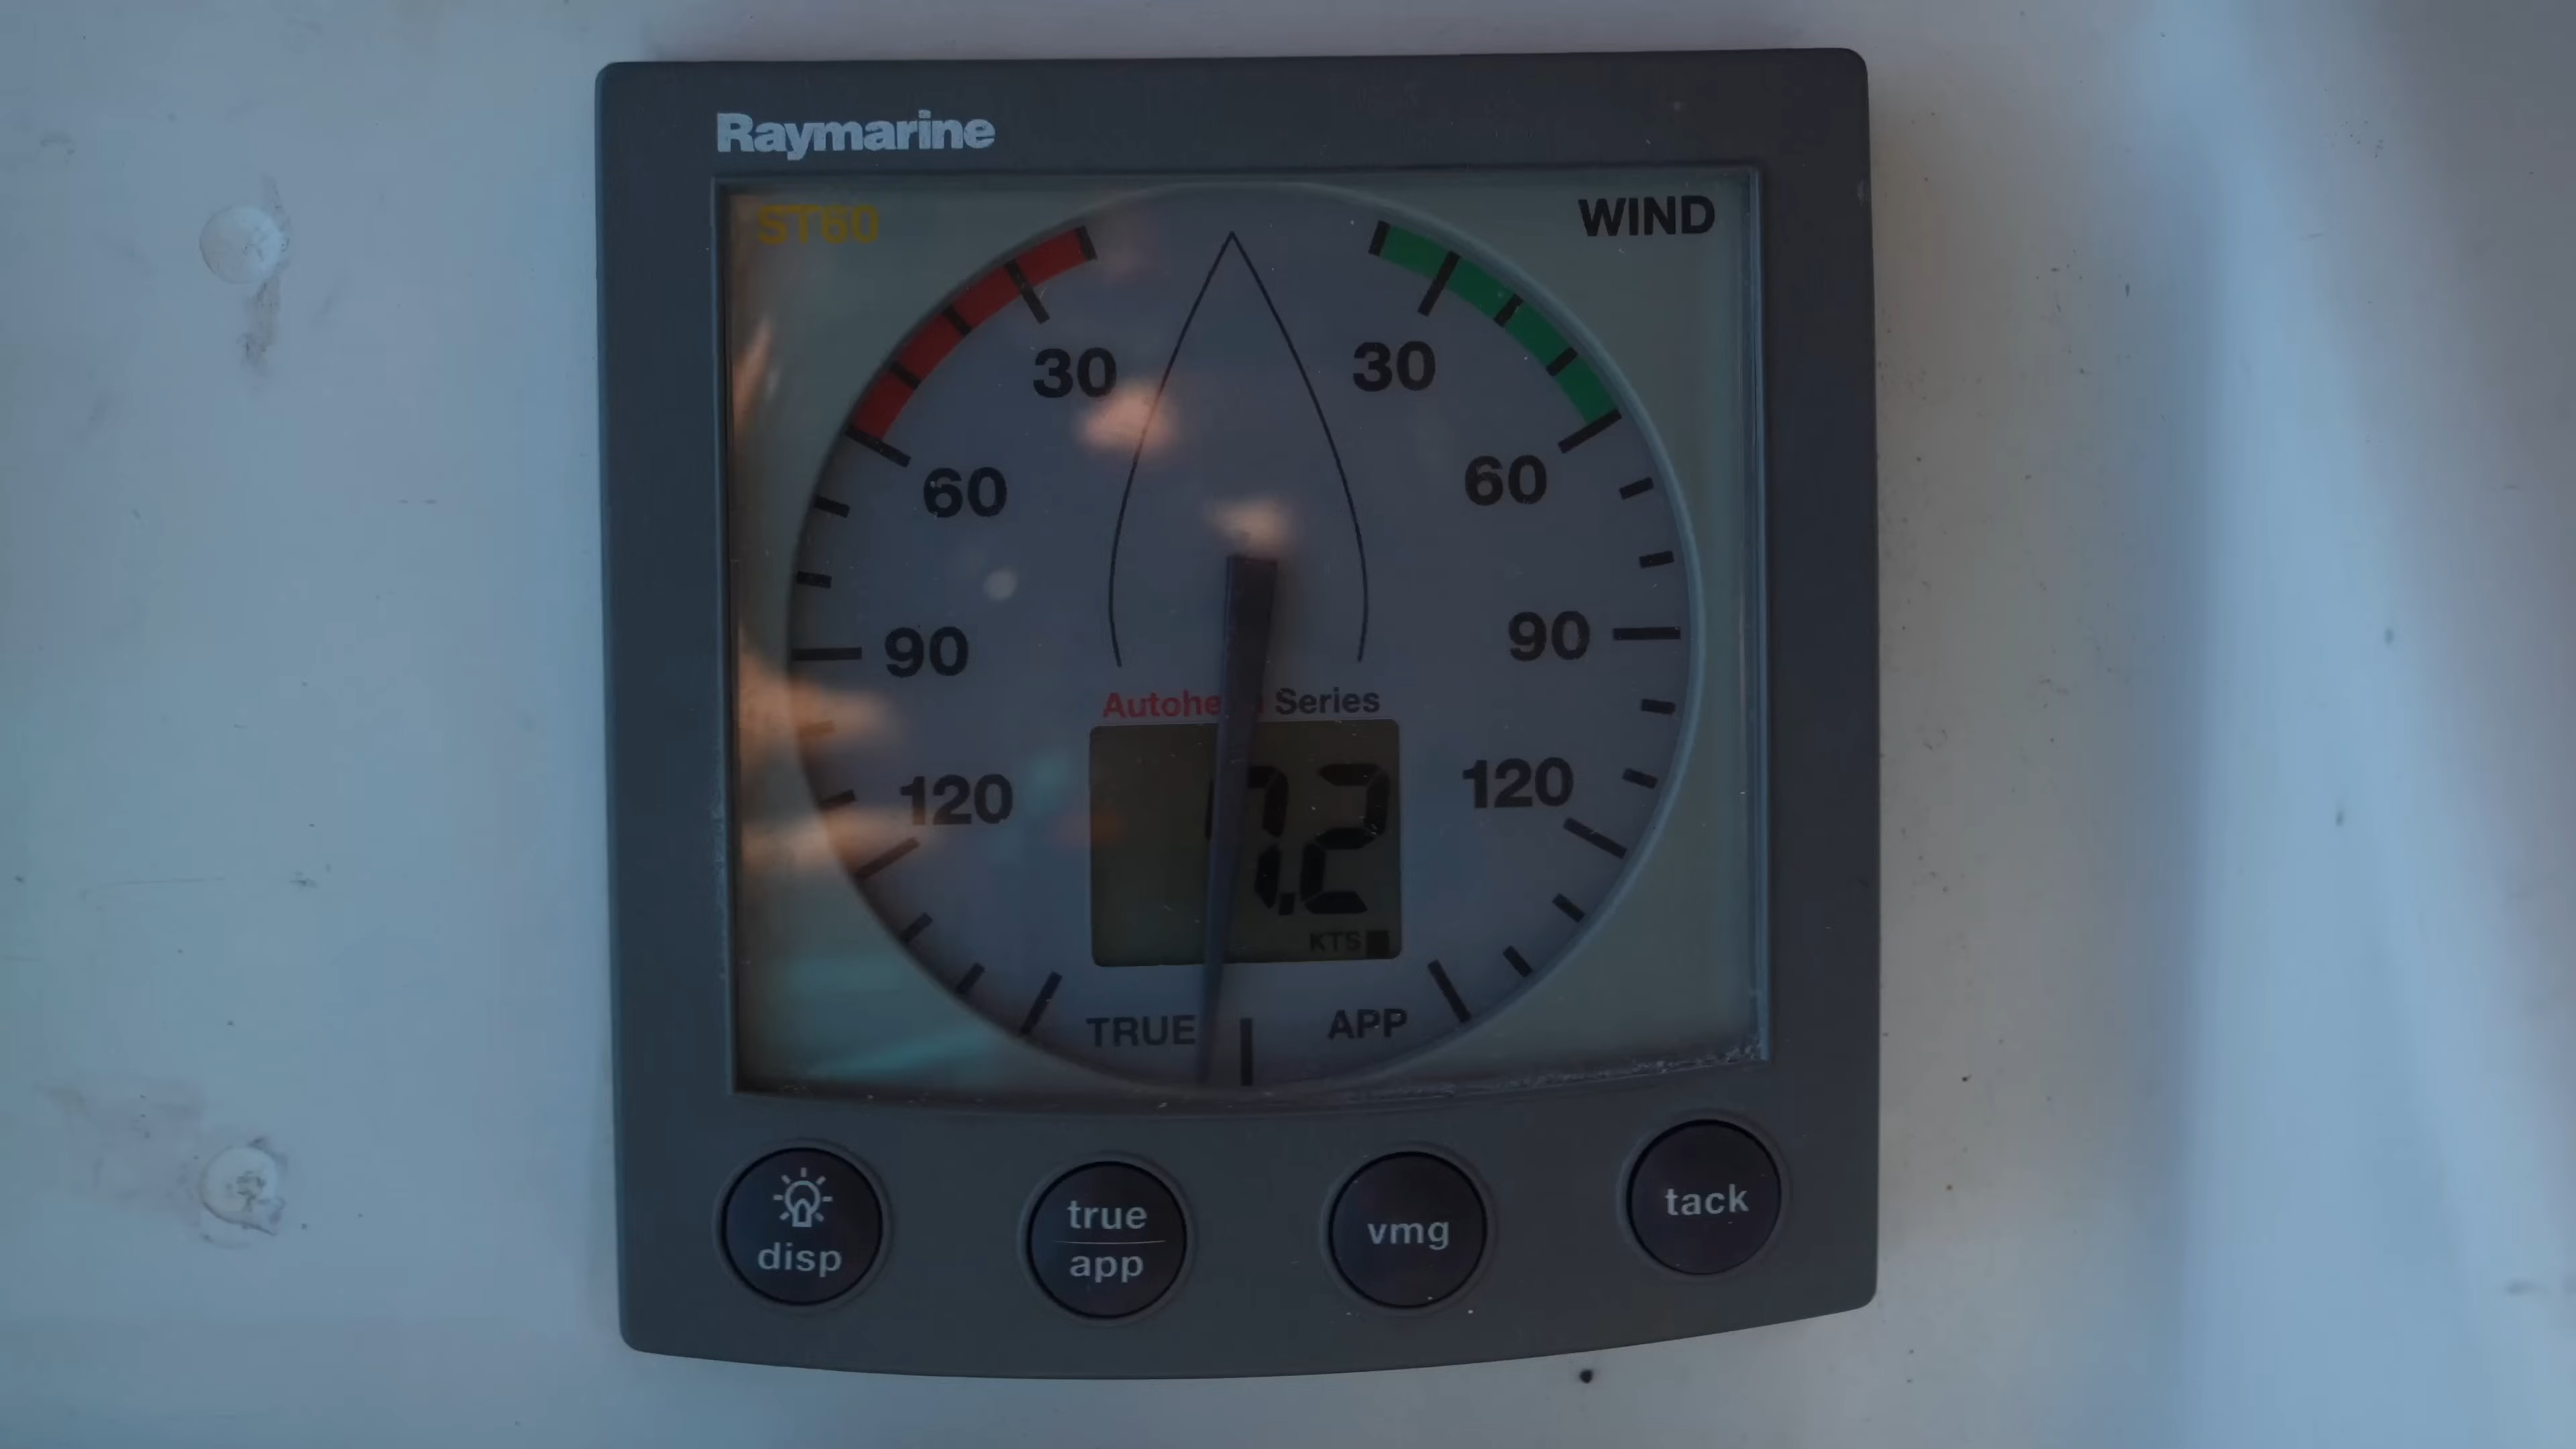 Raymarine
ST60
WIND
30
30
60
60
90
90
Series
120
120
7.2
KTS
TRUE
APP
disp
true
app
vmg
tack